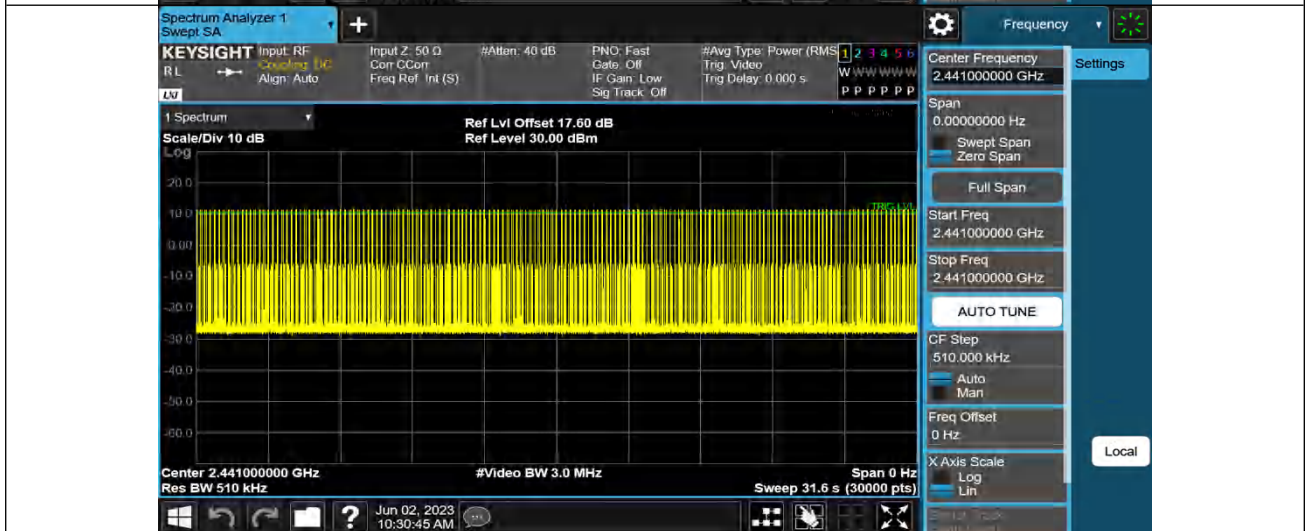 Spectrum Analyzer 1
Swept SA
Frequency
KEYSIGHT
RL
LXI
Input: RF
Coupling: DC
Align: Auto
Input Z: 50 Ω
Corr CCorr
Freq Ref: Int (S)
#Atten: 40 dB
PNO: Fast
Gate: Off
IF Gain: Low
Sig Track: Off
#Avg Type: Power (RMS
Trig: Video
Trig Delay: 0.000 s
1 2 3 4 5 6
W W W W W W
P P P P P P
Center Frequency
2.441000000 GHz
Settings
Span
0.00000000 Hz
Swept Span
Zero Span
Full Span
Start Freq
2.441000000 GHz
Stop Freq
2.441000000 GHz
AUTO TUNE
CF Step
510.000 kHz
Auto
Man
Freq Offset
0 Hz
X Axis Scale
Log
Lin
Local
1 Spectrum
Scale/Div 10 dB
Ref Lvl Offset 17.60 dB
Ref Level 30.00 dBm
Log
20.0
10.0
0.00
-10.0
-20.0
-30.0
-40.0
-50.0
-60.0
TRIG LVL
Center 2.441000000 GHz
Res BW 510 kHz
#Video BW 3.0 MHz
Span 0 Hz
Sweep 31.6 s (30000 pts)
?
Jun 02, 2023
10:30:45 AM